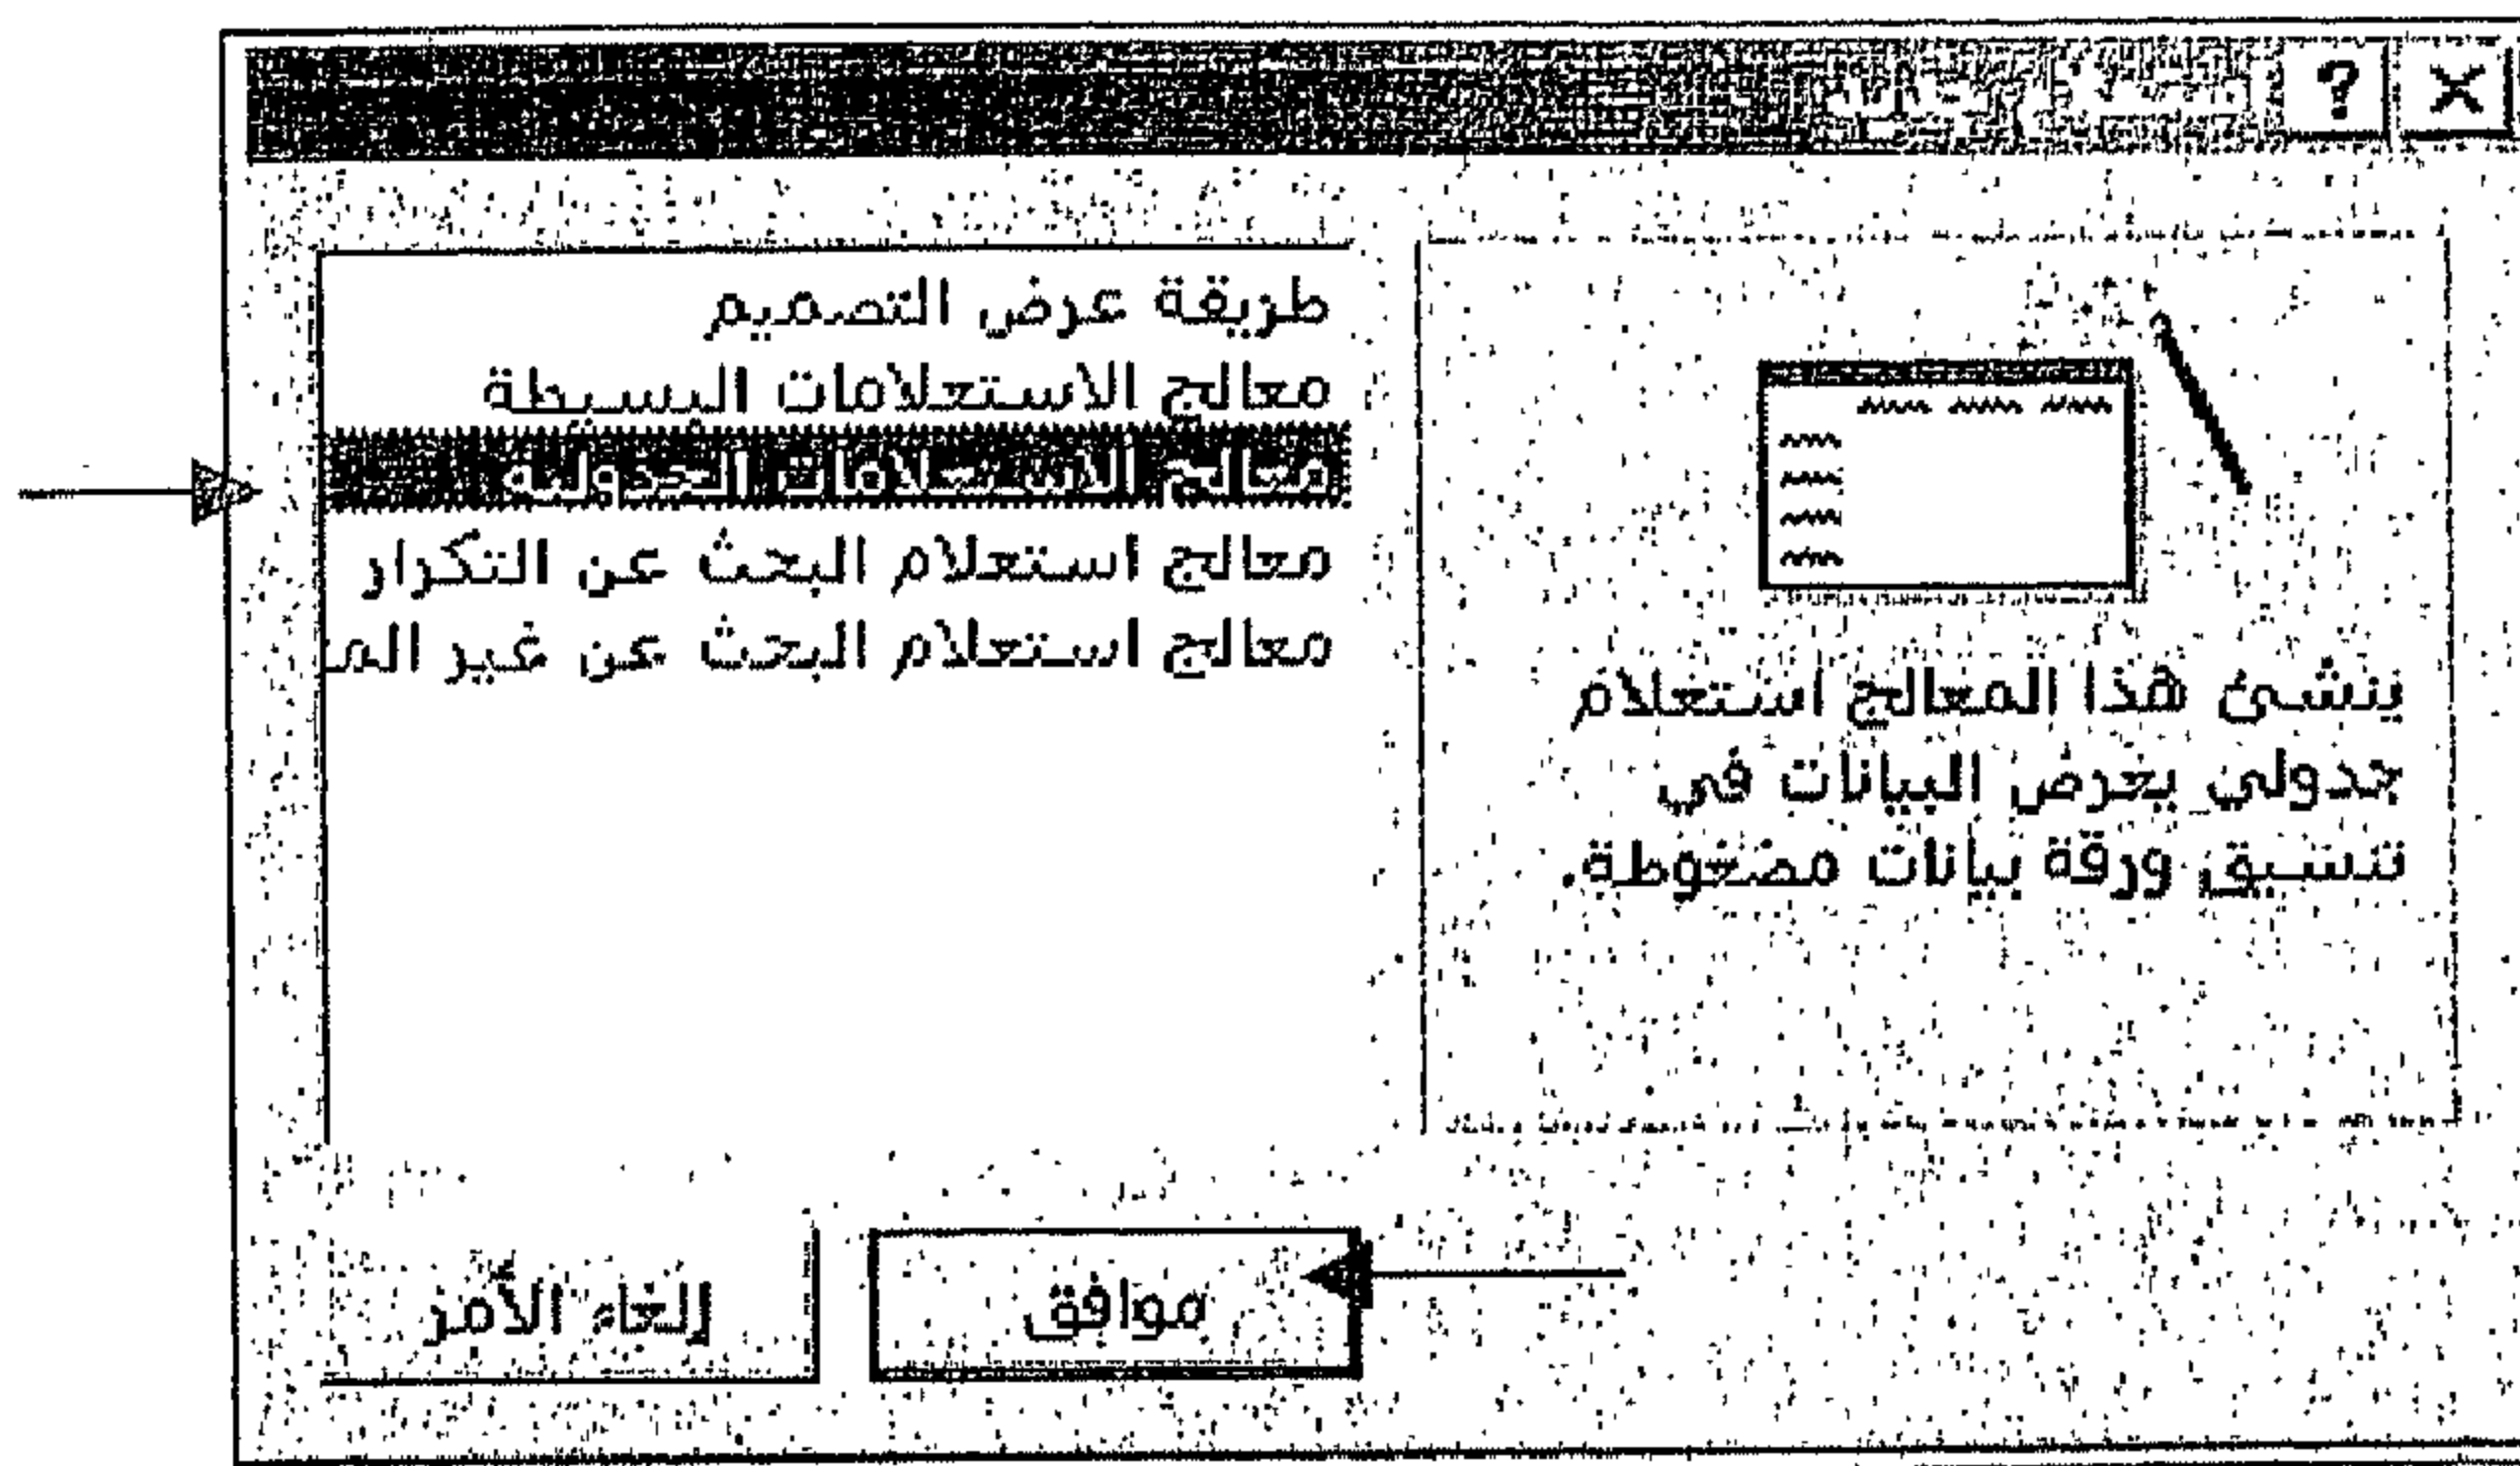 ? ×
طريقة عرض التصميم
معالج الاستعلامات البسيطة
معالج الاستعلامات الجدولية
معالج استعلام البحث عن التكرار
معالج استعلام البحث عن غير المت
ينشئ هذا المعالج استعلام
جدولي يعرض البيانات في
تنسيق ورقة بيانات مضغوطة.
موافق
إلغاء الأمر